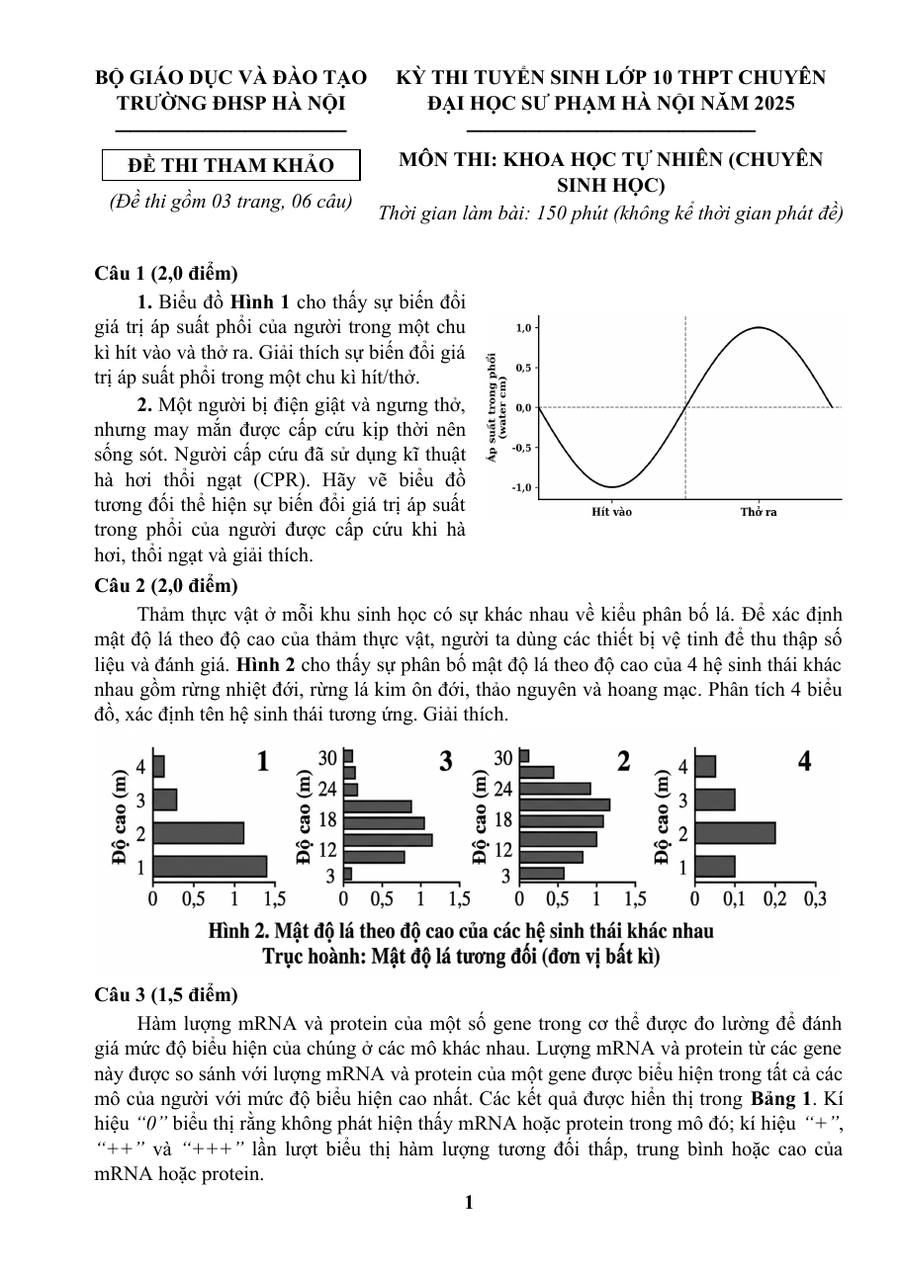 BỘ GIÁO DỤC VÀ ĐÀO TẠO
TRƯỜNG ĐHSP HÀ NỘI
ĐỀ THI THAM KHẢO
(Đề thi gồm 03 trang, 06 câu)
KỲ THI TUYỂN SINH LỚP 10 THPT CHUYÊN
ĐẠI HỌC SƯ PHẠM HÀ NỘI NĂM 2025
MÔN THI: KHOA HỌC TỰ NHIÊN (CHUYÊN
SINH HỌC)
Thời gian làm bài: 150 phút (không kể thời gian phát đề)
Câu 1 (2,0 điểm)
1. Biểu đồ Hình 1 cho thấy sự biến đổi
giá trị áp suất phổi của người trong một chu
kì hít vào và thở ra. Giải thích sự biến đổi giá
trị áp suất phổi trong một chu kì hít/thở.
2. Một người bị điện giật và ngưng thở,
nhưng may mắn được cấp cứu kịp thời nên
sống sót. Người cấp cứu đã sử dụng kĩ thuật
hà hơi thổi ngạt (CPR). Hãy vẽ biểu đồ
tương đối thể hiện sự biến đổi giá trị áp suất
trong phổi của người được cấp cứu khi hà
hơi, thổi ngạt và giải thích.
Áp suất trong phổi
(water cm)
1,0
0,5
0,0
-0,5
-1,0
Hít vào Thở ra
Câu 2 (2,0 điểm)
Thảm thực vật ở mỗi khu sinh học có sự khác nhau về kiểu phân bố lá. Để xác định
mật độ lá theo độ cao của thảm thực vật, người ta dùng các thiết bị vệ tinh để thu thập số
liệu và đánh giá. Hình 2 cho thấy sự phân bố mật độ lá theo độ cao của 4 hệ sinh thái khác
nhau gồm rừng nhiệt đới, rừng lá kim ôn đới, thảo nguyên và hoang mạc. Phân tích 4 biểu
đồ, xác định tên hệ sinh thái tương ứng. Giải thích.
1
Độ cao (m)
4
3
2
1
0 0,5 1 1,5
3
Độ cao (m)
30
24
18
12
3
0 0,5 1 1,5
2
Độ cao (m)
30
24
18
12
3
0 0,5 1 1,5
4
Độ cao (m)
4
3
2
1
0 0,1 0,2 0,3
Hình 2. Mật độ lá theo độ cao của các hệ sinh thái khác nhau
Trục hoành: Mật độ lá tương đối (đơn vị bất kì)
Câu 3 (1,5 điểm)
Hàm lượng mRNA và protein của một số gene trong cơ thể được đo lường để đánh
giá mức độ biểu hiện của chúng ở các mô khác nhau. Lượng mRNA và protein từ các gene
này được so sánh với lượng mRNA và protein của một gene được biểu hiện trong tất cả các
mô của người với mức độ biểu hiện cao nhất. Các kết quả được hiển thị trong Bảng 1. Kí
hiệu “0” biểu thị rằng không phát hiện thấy mRNA hoặc protein trong mô đó; kí hiệu “+”,
“++” và “+++” lần lượt biểu thị hàm lượng tương đối thấp, trung bình hoặc cao của
mRNA hoặc protein.
1